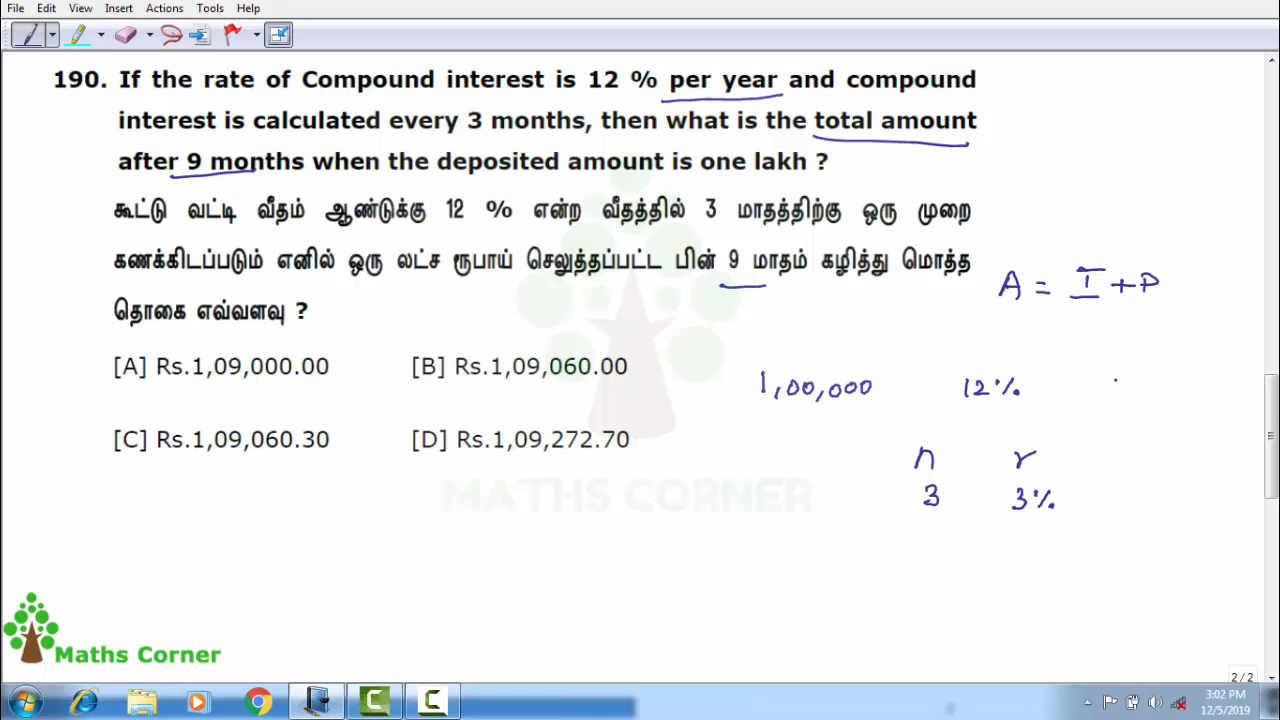 File Edit View Insert Actions Tools Help
190. If the rate of Compound interest is 12 % per year and compound
interest is calculated every 3 months, then what is the total amount
after 9 months when the deposited amount is one lakh ?
கூட்டு வட்டி வீதம் ஆண்டுக்கு 12 % என்ற வீதத்தில் 3 மாதத்திற்கு ஒரு முறை
கணக்கிடப்படும் எனில் ஒரு லட்ச ரூபாய் செலுத்தப்பட்ட பின் 9 மாதம் கழித்து மொத்த
தொகை எவ்வளவு ?
A = I + P
[A] Rs.1,09,000.00 [B] Rs.1,09,060.00
1,00,000 12%
[C] Rs.1,09,060.30 [D] Rs.1,09,272.70
n r
3 3%
MATHS CORNER
Maths Corner
2/2
3:02 PM
12/5/2019